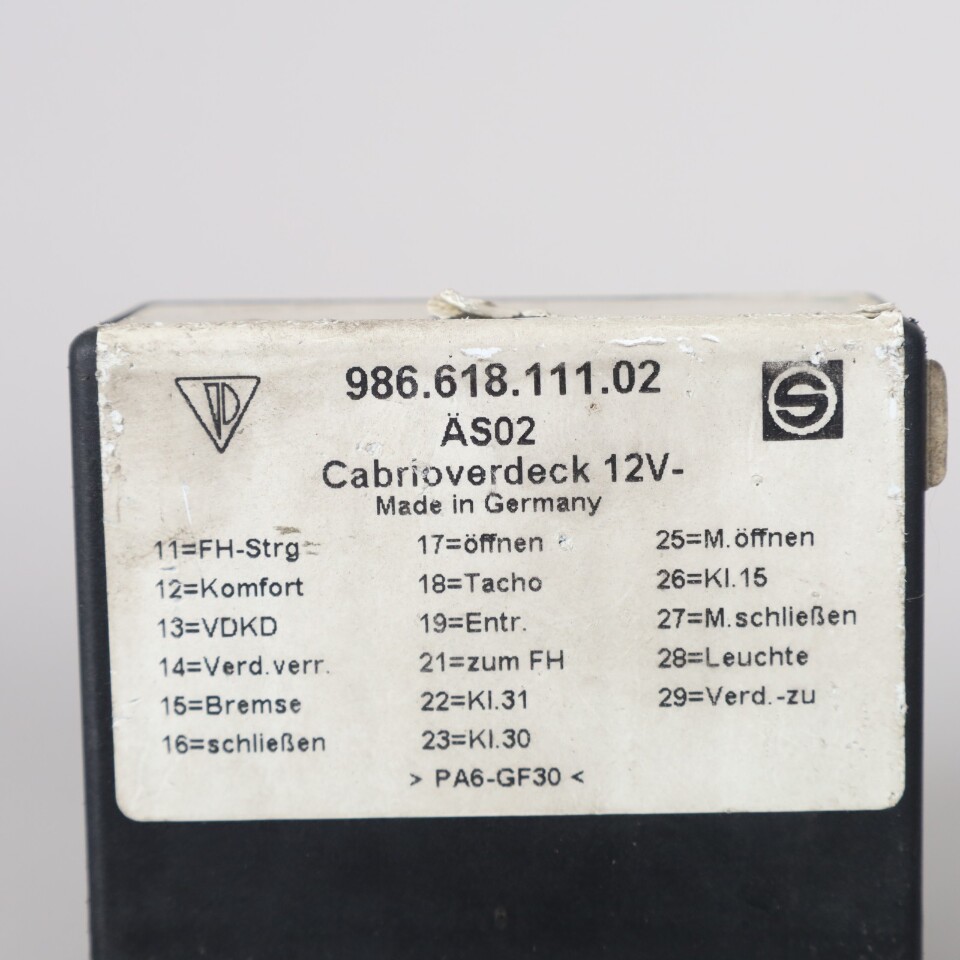 986.618.111.02
ÄS02
Cabrioverdeck 12V-
Made in Germany
11=FH-Strg
12=Komfort
13=VDKD
14=Verd.verr.
15=Bremse
16=schließen
17=öffnen
18=Tacho
19=Entr.
21=zum FH
22=Kl.31
23=Kl.30
25=M.öffnen
26=Kl.15
27=M.schließen
28=Leuchte
29=Verd.-zu
> PA6-GF30 <